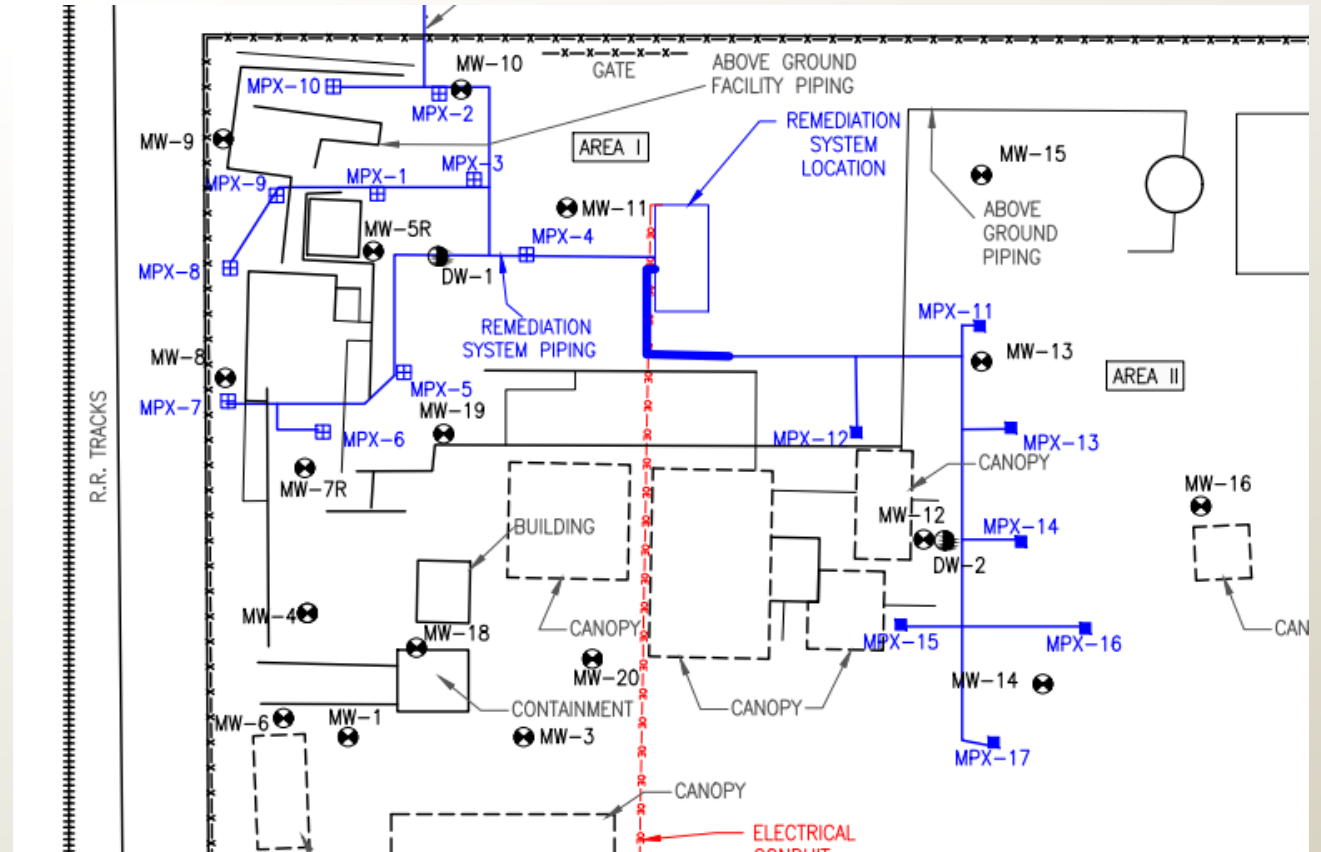 MW-10
GATE
ABOVE GROUND
FACILITY PIPING
MPX-10
MPX-2
REMEDIATION
SYSTEM
LOCATION
MW-9
AREA I
MW-15
MPX-3
MPX-9
MPX-1
MW-11
ABOVE
GROUND
PIPING
MW-5R
MPX-4
MPX-8
DW-1
MPX-11
REMEDIATION
SYSTEM PIPING
MW-8
MW-13
AREA II
MPX-5
MPX-7
MW-19
MPX-6
MPX-12
MPX-13
R.R. TRACKS
CANOPY
MW-7R
MW-16
MW-12
BUILDING
MPX-14
DW-2
MW-4
CANOPY
MW-18
MPX-15
MPX-16
CAN
MW-20
MW-14
CONTAINMENT
CANOPY
MW-6
MW-1
MW-3
MPX-17
CANOPY
ELECTRICAL
CONDUIT